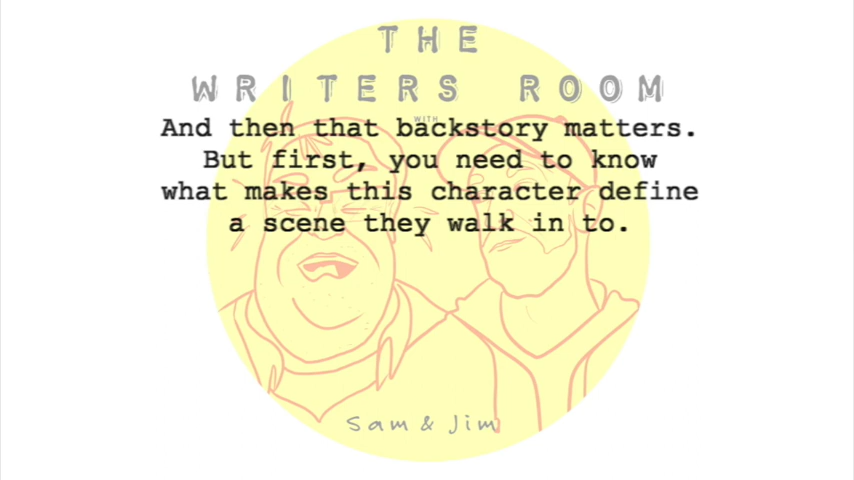 THE
WRITERS ROOM
WITH
And then that backstory matters.
But first, you need to know
what makes this character define
a scene they walk in to.
Sam & Jim